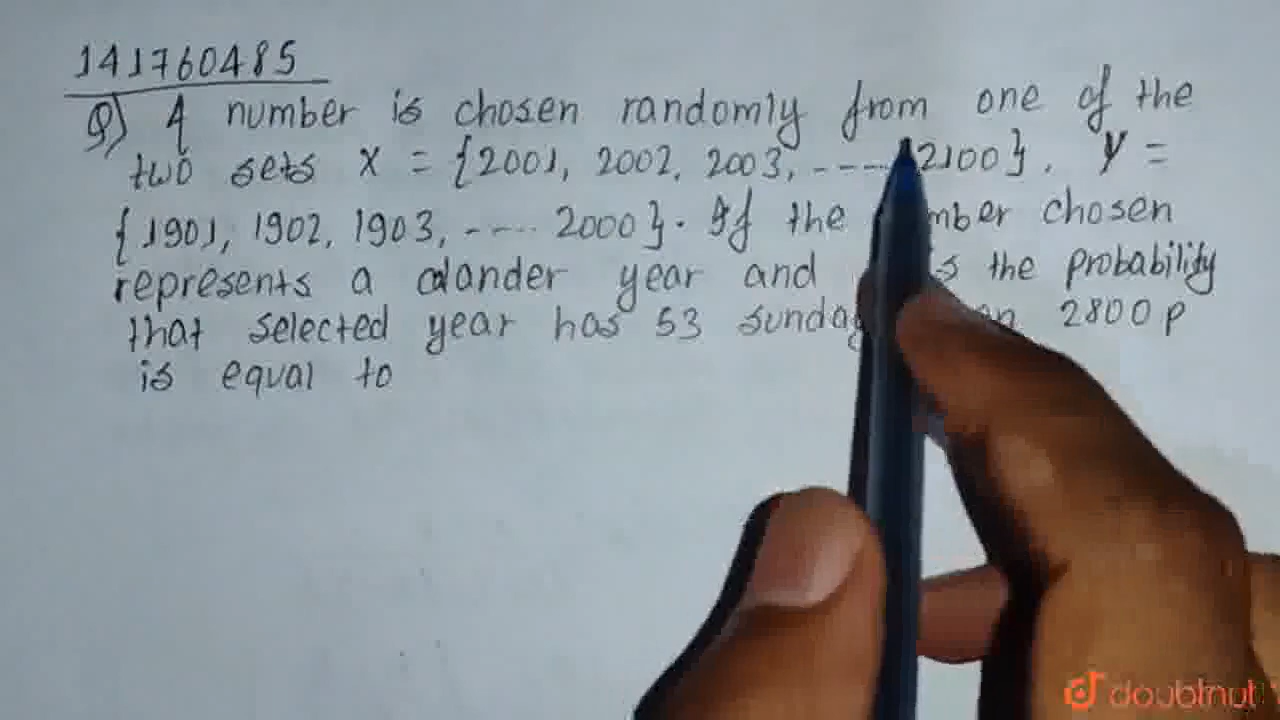 141760485
Q) A number is chosen randomly from one of the
two sets X = {2001, 2002, 2003, ---- 2100}. Y =
{1901, 1902, 1903, ---- 2000}. If the mber chosen
represents a calander year and the probability
that selected year has 53 sunday 2800 p
is equal to
doubtnut